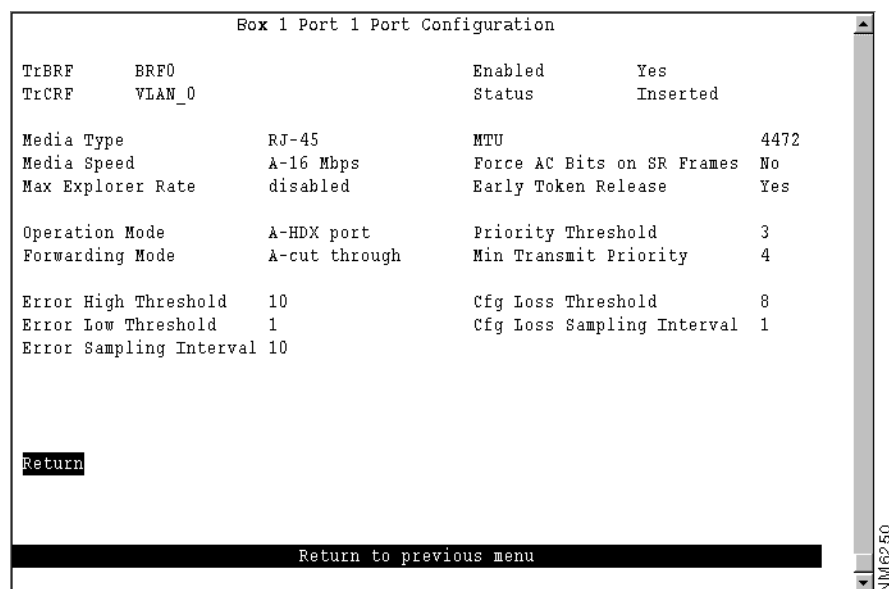 Box 1 Port 1 Port Configuration
TrBRF BRF0 Enabled Yes
TrCRF VLAN_0 Status Inserted
Media Type RJ-45 MTU 4472
Media Speed A-16 Mbps Force AC Bits on SR Frames No
Max Explorer Rate disabled Early Token Release Yes
Operation Mode A-HDX port Priority Threshold 3
Forwarding Mode A-cut through Min Transmit Priority 4
Error High Threshold 10 Cfg Loss Threshold 8
Error Low Threshold 1 Cfg Loss Sampling Interval 1
Error Sampling Interval 10
Return
Return to previous menu
NM6250